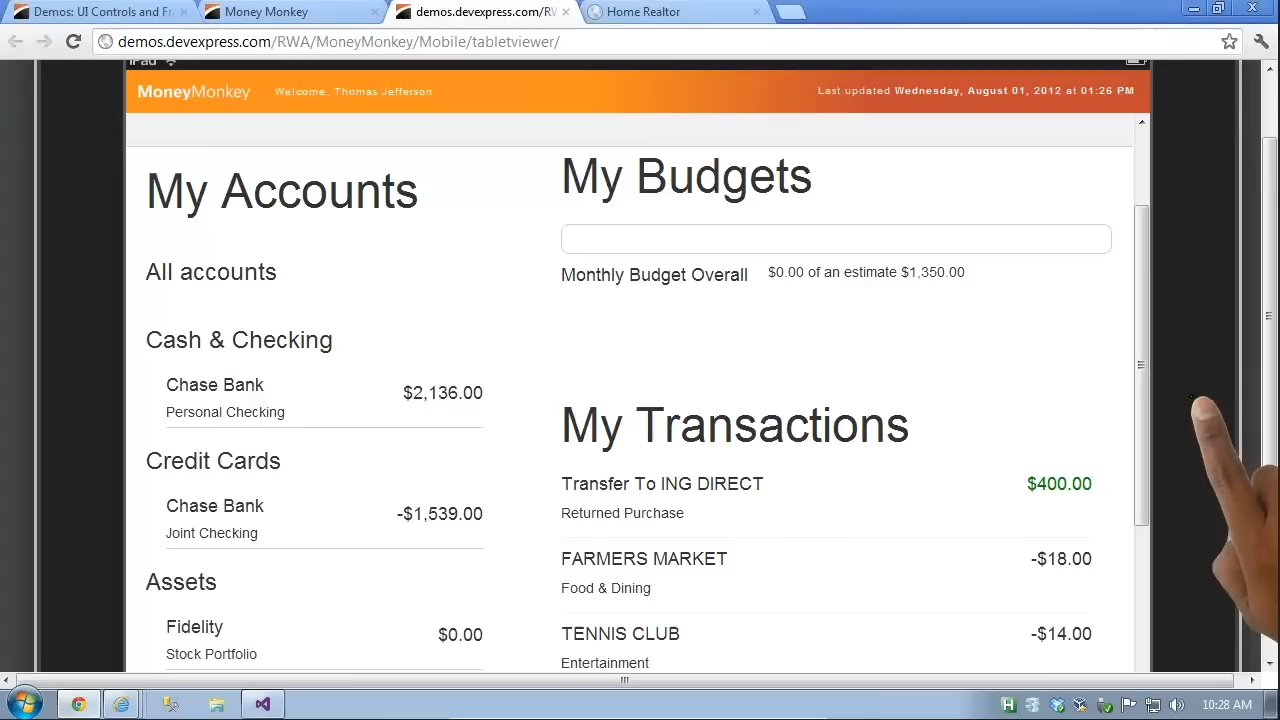 Demos: UI Controls and Fr
Money Monkey
demos.devexpress.com/RW
Home Realtor
demos.devexpress.com/RWA/MoneyMonkey/Mobile/tabletviewer/
iPad
MoneyMonkey
Welcome, Thomas Jefferson
Last updated Wednesday, August 01, 2012 at 01:26 PM
My Accounts
All accounts
Cash & Checking
Chase Bank
$2,136.00
Personal Checking
Credit Cards
Chase Bank
-$1,539.00
Joint Checking
Assets
Fidelity
$0.00
Stock Portfolio
My Budgets
Monthly Budget Overall
$0.00 of an estimate $1,350.00
My Transactions
Transfer To ING DIRECT
$400.00
Returned Purchase
FARMERS MARKET
-$18.00
Food & Dining
TENNIS CLUB
-$14.00
Entertainment
10:28 AM